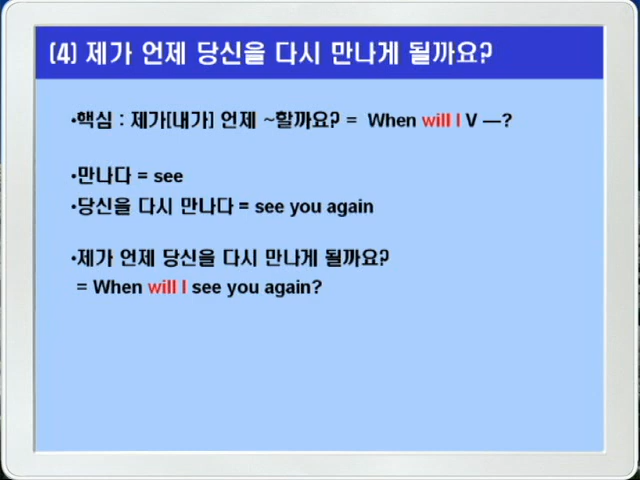 (4) 제가 언제 당신을 다시 만나게 될까요?
•핵심 : 제가[내가] 언제 ~할까요? = When will I V —?
•만나다 = see
•당신을 다시 만나다 = see you again
•제가 언제 당신을 다시 만나게 될까요?
= When will I see you again?